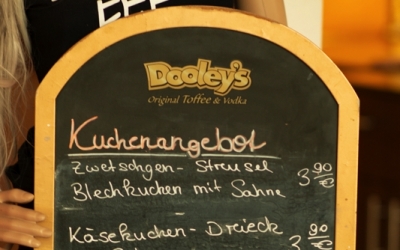 Dooley's
Original Toffee & Vodka
Kuchenangebot
Zwetschgen- Streusel
Blechkuchen mit Sahne 3 90 €
Käsekuchen- Dreieck 3 90 €